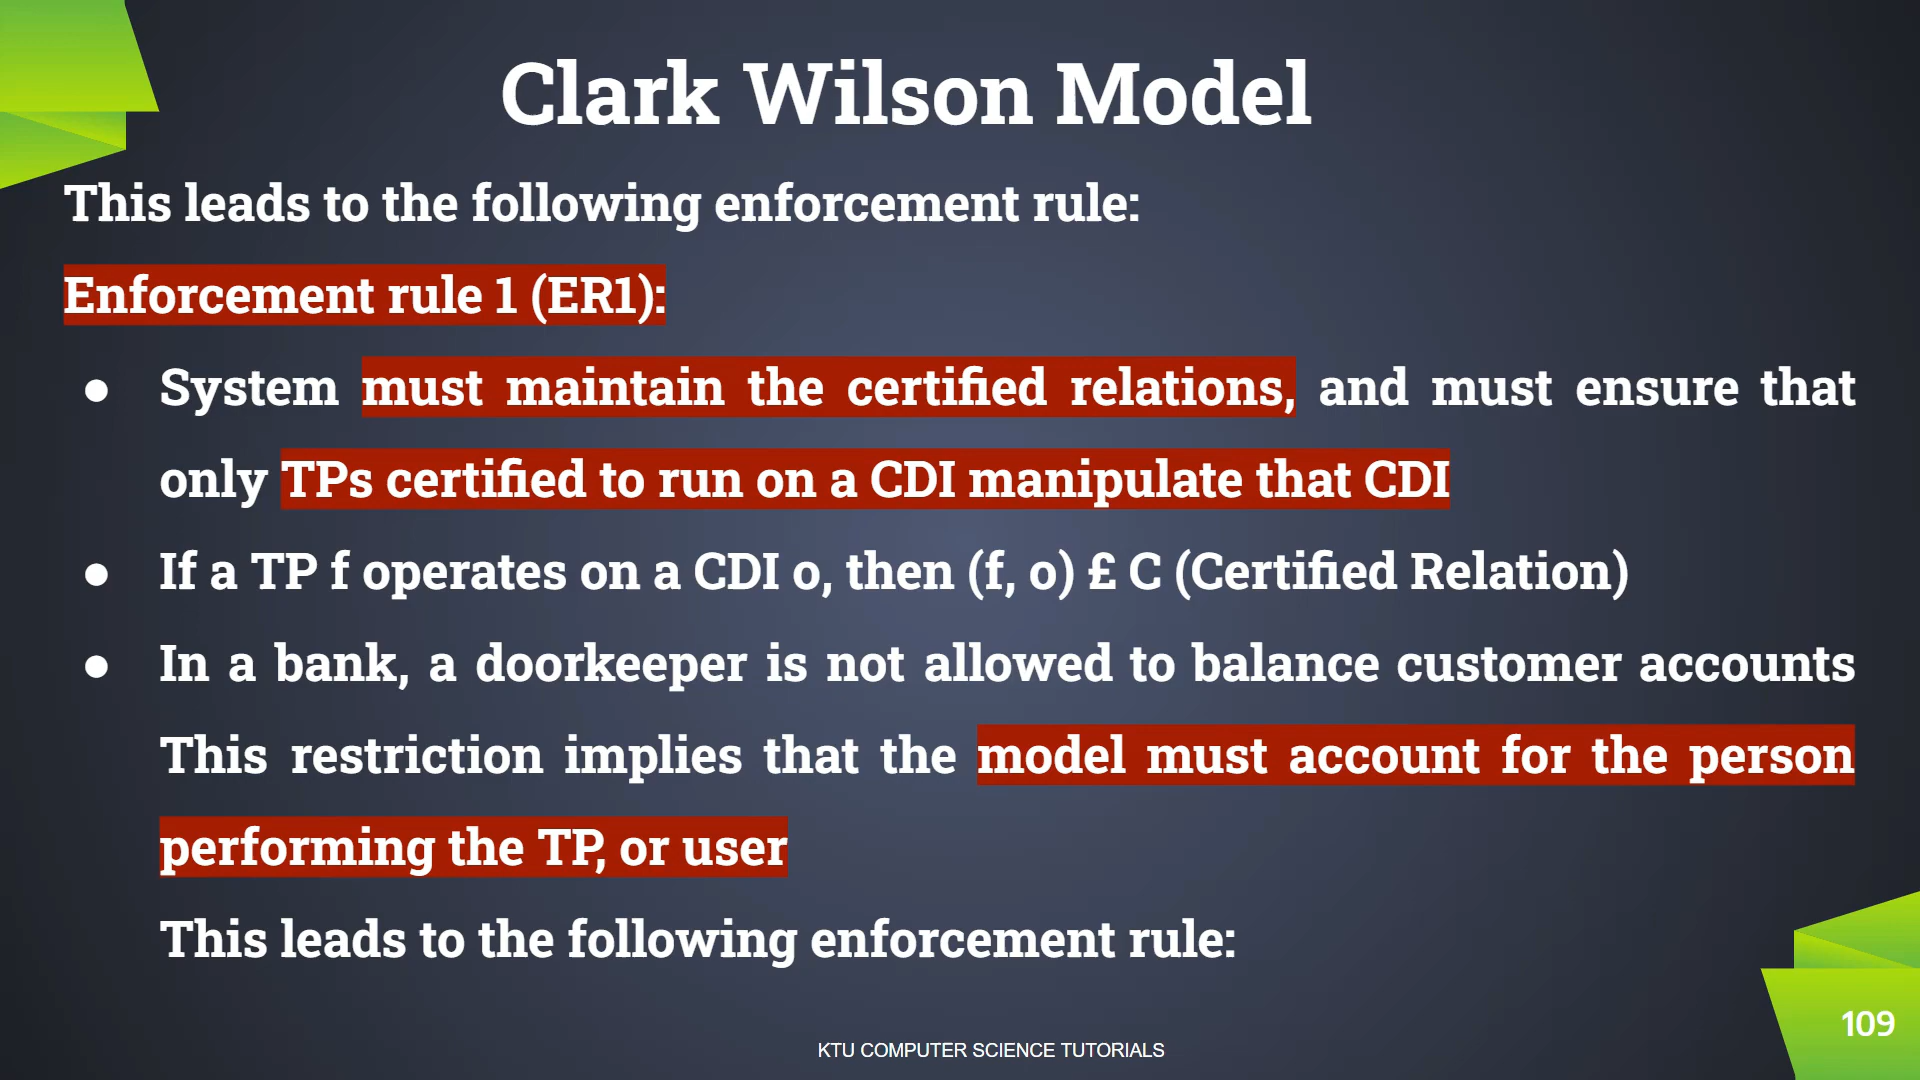 Clark Wilson Model
This leads to the following enforcement rule:
Enforcement rule 1 (ER1):
● System must maintain the certified relations, and must ensure that
only TPs certified to run on a CDI manipulate that CDI
● If a TP f operates on a CDI o, then (f, o) £ C (Certified Relation)
● In a bank, a doorkeeper is not allowed to balance customer accounts
This restriction implies that the model must account for the person
performing the TP, or user
This leads to the following enforcement rule:
109
KTU COMPUTER SCIENCE TUTORIALS